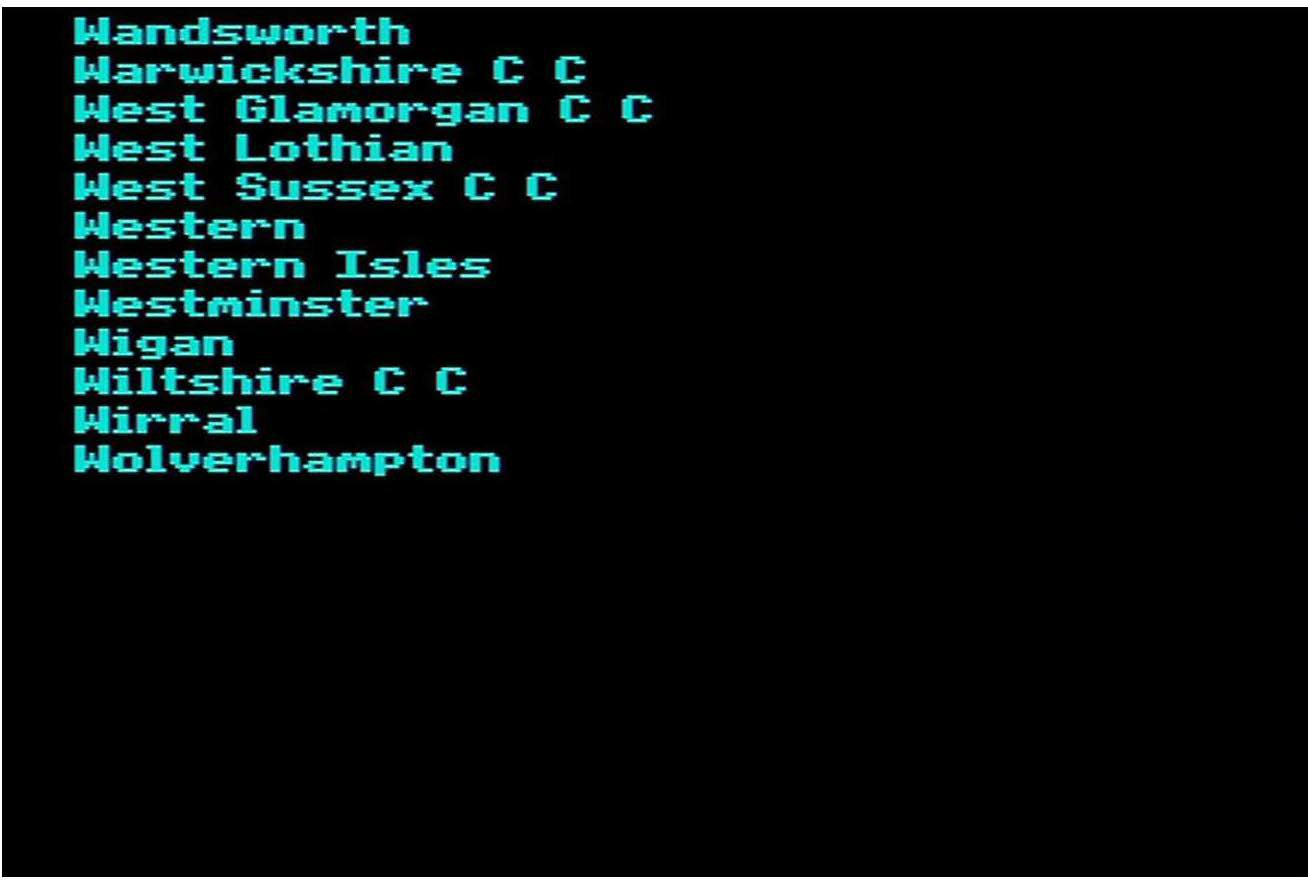 Wandsworth
Warwickshire C C
West Glamorgan C C
West Lothian
West Sussex C C
Western
Western Isles
Westminster
Wigan
Wiltshire C C
Wirral
Wolverhampton